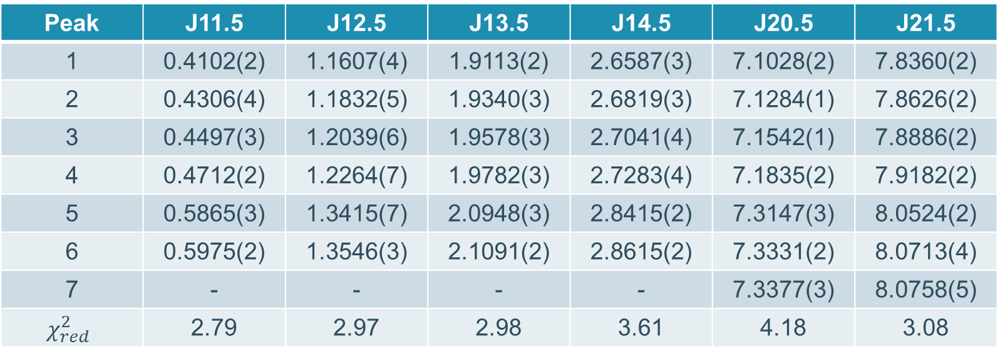 Peak J11.5 J12.5 J13.5 J14.5 J20.5 J21.5
1 0.4102(2) 1.1607(4) 1.9113(2) 2.6587(3) 7.1028(2) 7.8360(2)
2 0.4306(4) 1.1832(5) 1.9340(3) 2.6819(3) 7.1284(1) 7.8626(2)
3 0.4497(3) 1.2039(6) 1.9578(3) 2.7041(4) 7.1542(1) 7.8886(2)
4 0.4712(2) 1.2264(7) 1.9782(3) 2.7283(4) 7.1835(2) 7.9182(2)
5 0.5865(3) 1.3415(7) 2.0948(3) 2.8415(2) 7.3147(3) 8.0524(2)
6 0.5975(2) 1.3546(3) 2.1091(2) 2.8615(2) 7.3331(2) 8.0713(4)
7 - - - - 7.3377(3) 8.0758(5)
χ²red 2.79 2.97 2.98 3.61 4.18 3.08